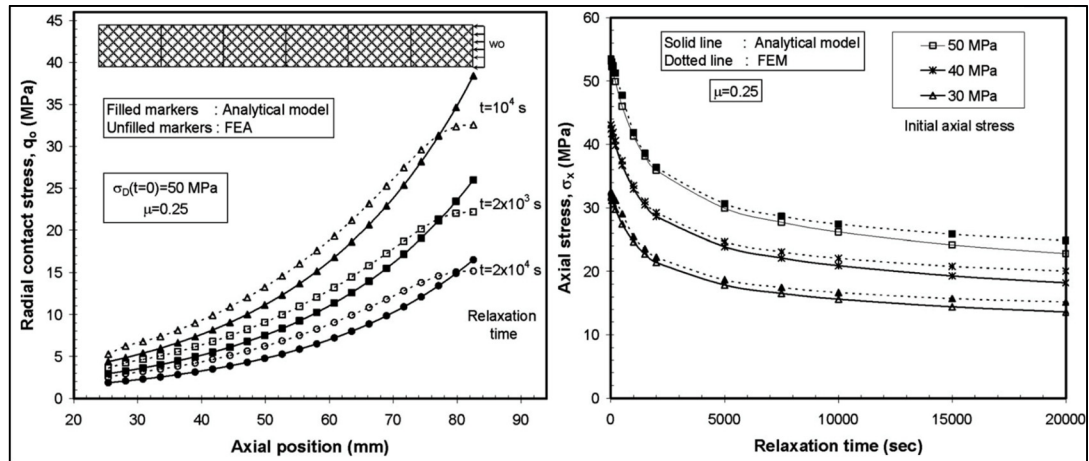 45
40
35
30
25
20
15
10
5
0
20 30 40 50 60 70 80 90
Radial contact stress, qₒ (MPa)
Axial position (mm)
wo
Filled markers : Analytical model
Unfilled markers : FEA
σD(t=0)=50 MPa
μ=0.25
t=10⁴ s
t=2x10³ s
t=2x10⁴ s
Relaxation
time
60
50
40
30
20
10
0
0 5000 10000 15000 20000
Axial stress, σₓ (MPa)
Relaxation time (sec)
Solid line : Analytical model
Dotted line : FEM
μ=0.25
50 MPa
40 MPa
30 MPa
Initial axial stress